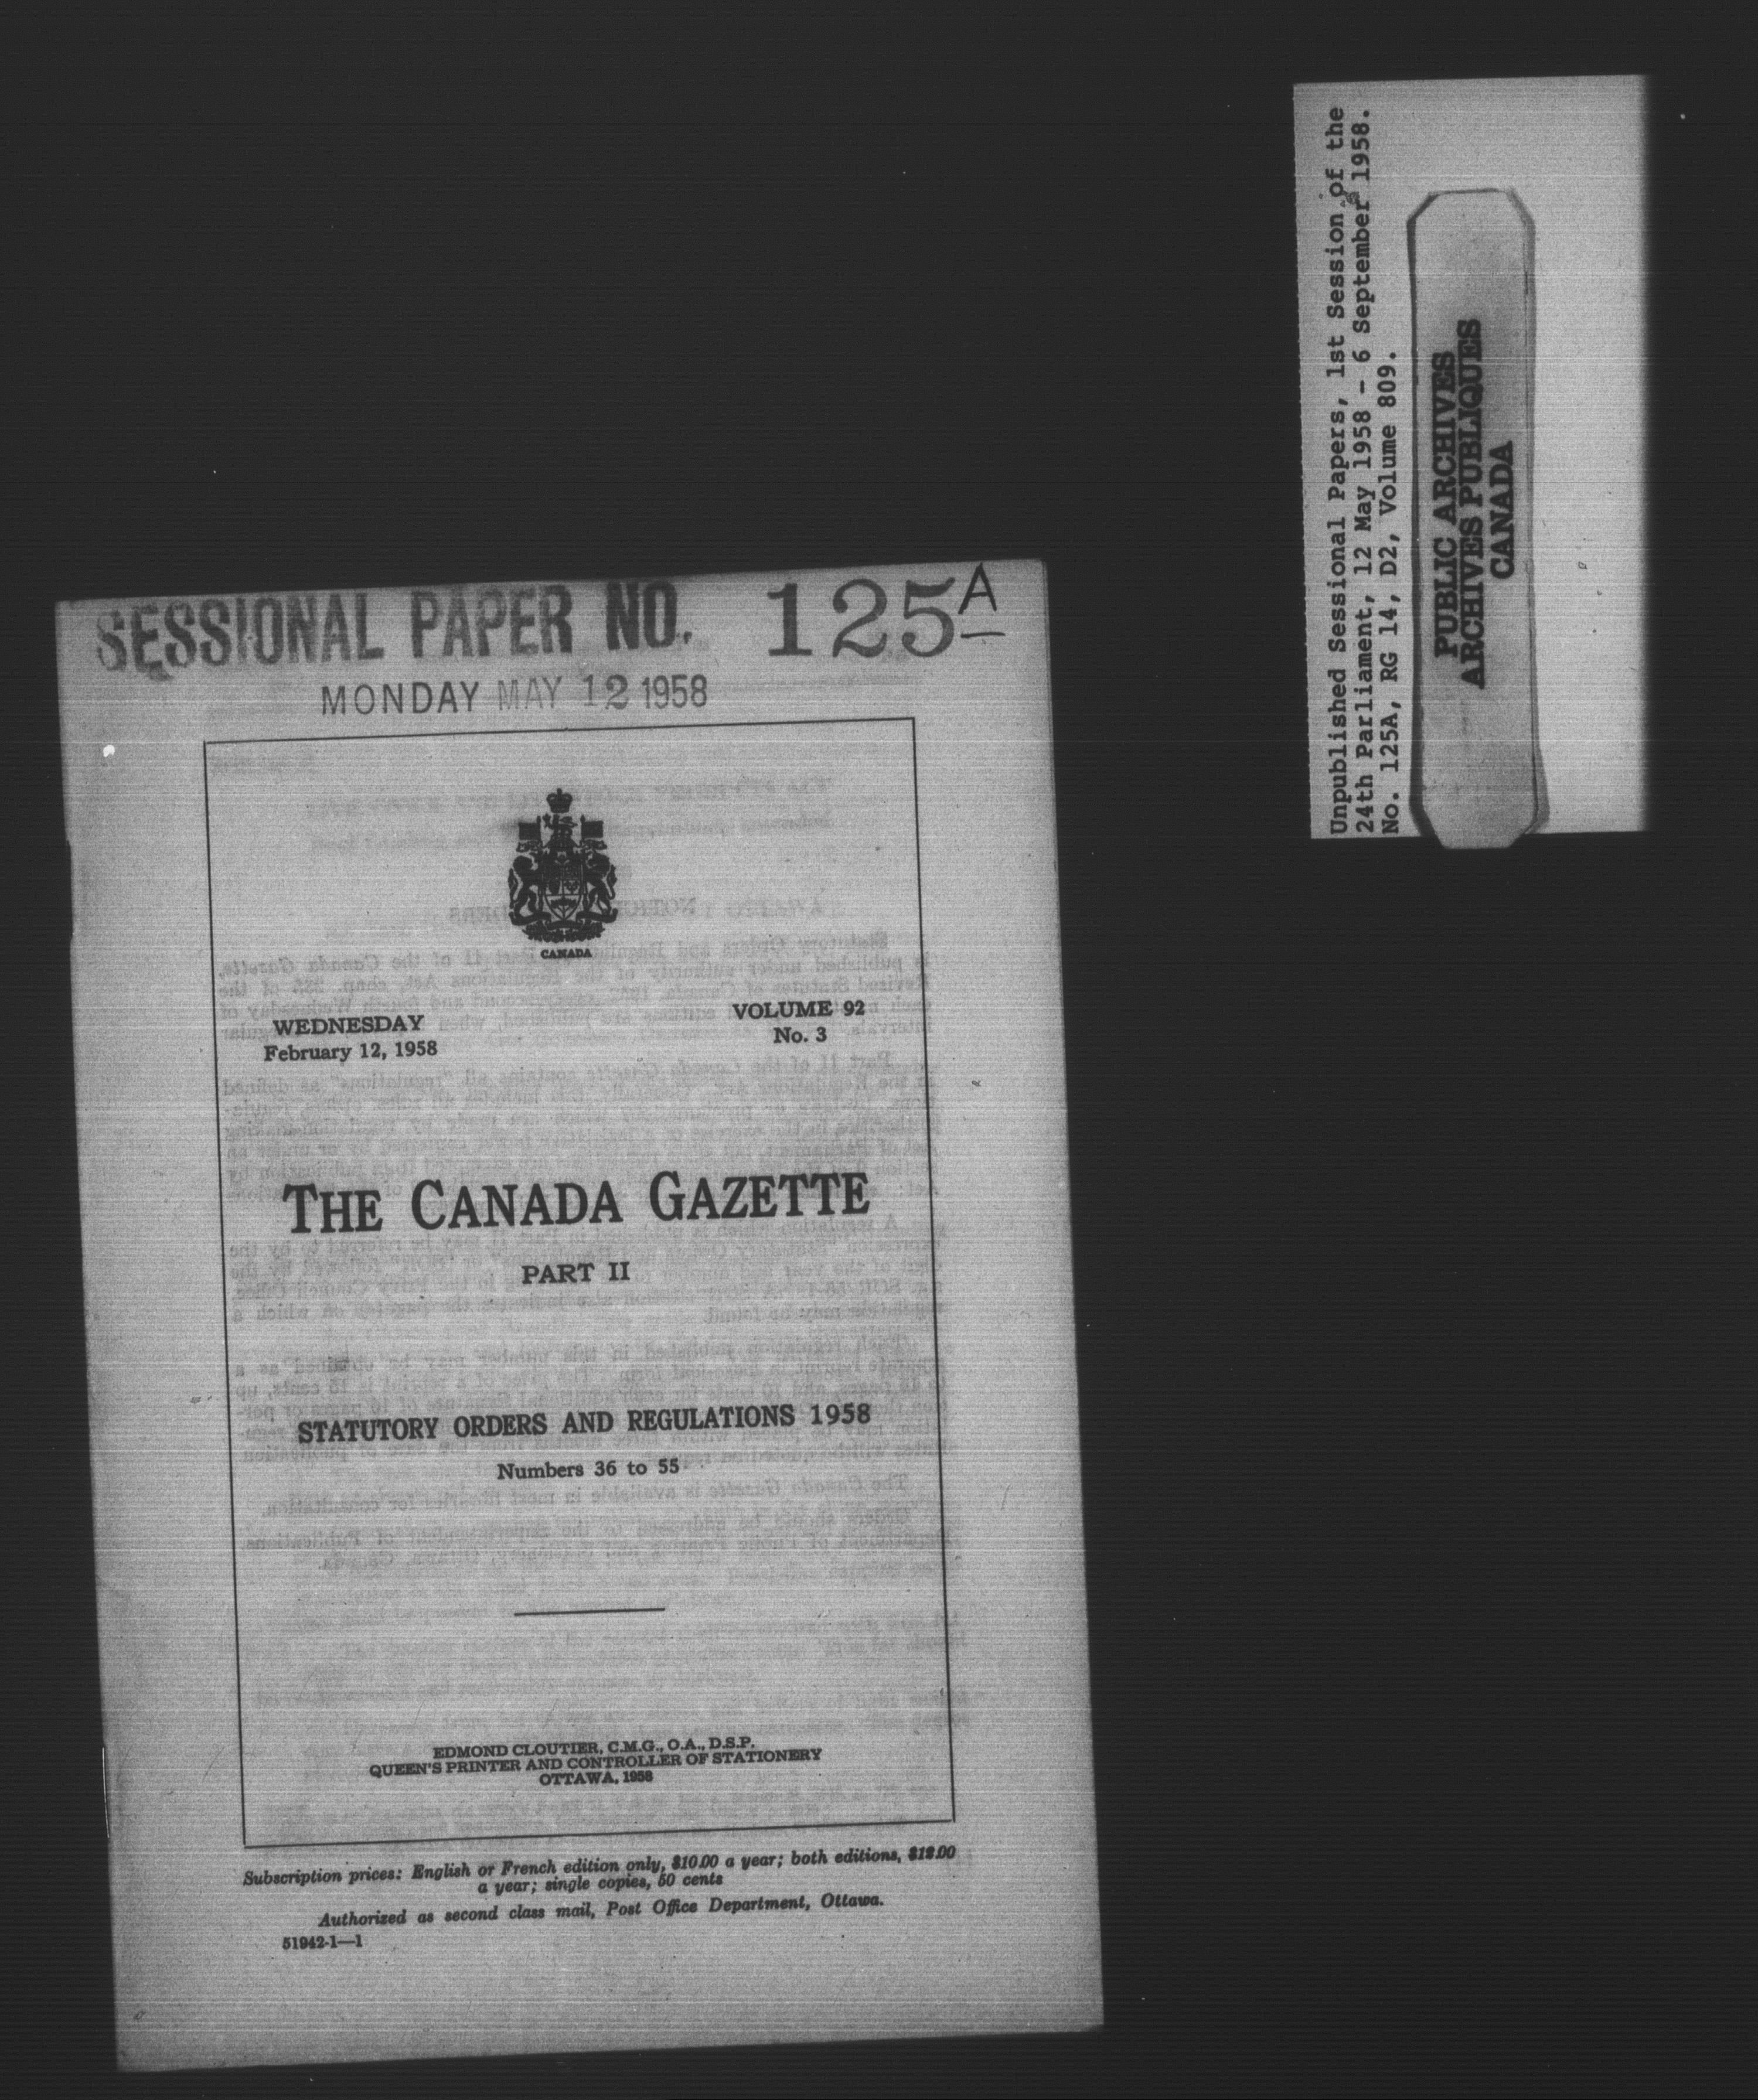 SESSIONAL PAPER NO. 125A
MONDAY MAY 12 1958
CANADA
WEDNESDAY
February 12, 1958
VOLUME 92
No. 3
THE CANADA GAZETTE
PART II
STATUTORY ORDERS AND REGULATIONS 1958
Numbers 36 to 55
EDMOND CLOUTIER, C.M.G., O.A., D.S.P.
QUEEN'S PRINTER AND CONTROLLER OF STATIONERY
OTTAWA, 1958
Subscription prices: English or French edition only, $10.00 a year; both editions, $18.00
a year; single copies, 50 cents
Authorized as second class mail, Post Office Department, Ottawa.
51942-1—1
Unpublished Sessional Papers, 1st Session of the
24th Parliament, 12 May 1958 - 6 September 1958.
No. 125A, RG 14, D2, Volume 809.
PUBLIC ARCHIVES
ARCHIVES PUBLIQUES
CANADA